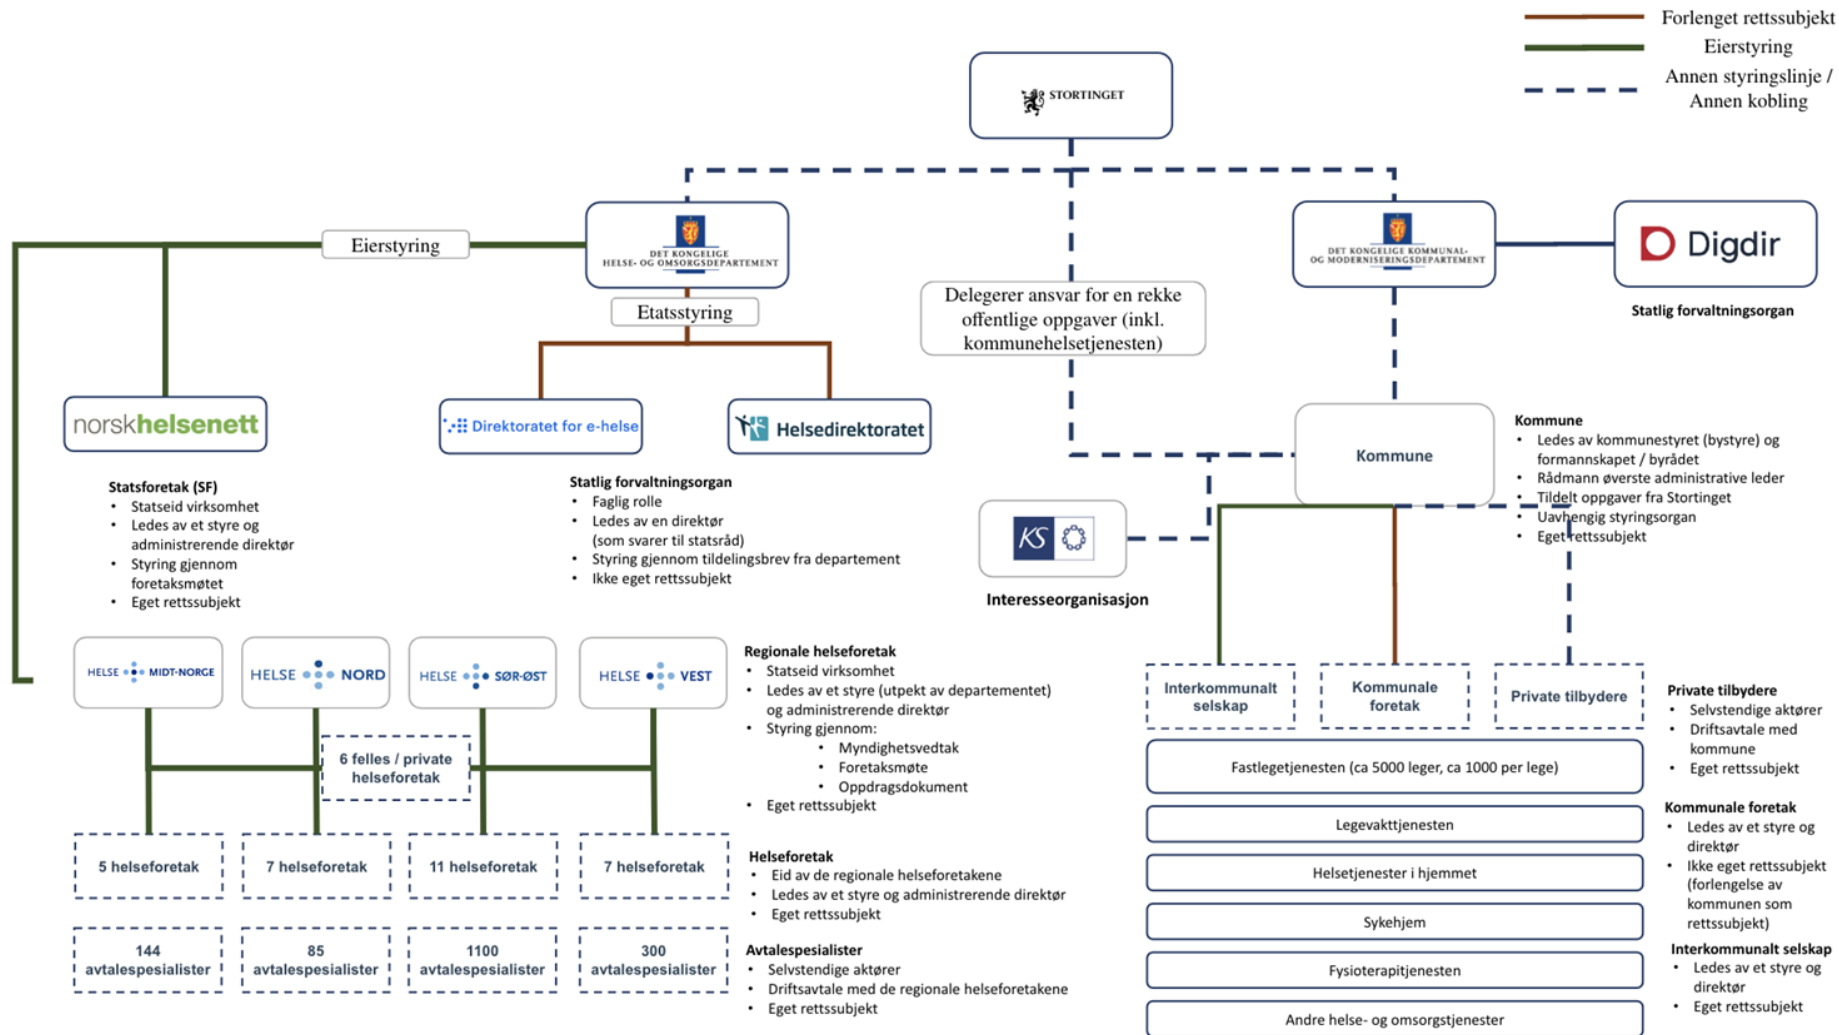 Forlenget rettssubjekt
Eierstyring
Annen styringslinje /
Annen kobling
STORTINGET
Eierstyring
DET KONGELIGE
HELSE- OG OMSORGSDEPARTEMENT
Etatsstyring
Delegerer ansvar for en rekke
offentlige oppgaver (inkl.
kommunehelsetjenesten)
DET KONGELIGE KOMMUNAL-
OG MODERNISERINGSDEPARTEMENT
Digdir
Statlig forvaltningsorgan
norskhelsenett
Direktoratet for e-helse
Helsedirektoratet
Kommune
Kommune
• Ledes av kommunestyret (bystyre) og
formannskapet / byrådet
• Rådmann øverste administrative leder
• Tildelt oppgaver fra Stortinget
• Uavhengig styringsorgan
• Eget rettssubjekt
Statsforetak (SF)
• Statseid virksomhet
• Ledes av et styre og
administrerende direktør
• Styring gjennom
foretaksmøtet
• Eget rettssubjekt
Statlig forvaltningsorgan
• Faglig rolle
• Ledes av en direktør
(som svarer til statsråd)
• Styring gjennom tildelingsbrev fra departement
• Ikke eget rettssubjekt
KS
Interesseorganisasjon
HELSE MIDT-NORGE
HELSE NORD
HELSE SØR-ØST
HELSE VEST
Regionale helseforetak
• Statseid virksomhet
• Ledes av et styre (utpekt av departementet)
og administrerende direktør
• Styring gjennom:
• Myndighetsvedtak
• Foretaksmøte
• Oppdragsdokument
• Eget rettssubjekt
6 felles / private
helseforetak
5 helseforetak
7 helseforetak
11 helseforetak
7 helseforetak
Helseforetak
• Eid av de regionale helseforetakene
• Ledes av et styre og administrerende direktør
• Eget rettssubjekt
144
avtalespesialister
85
avtalespesialister
1100
avtalespesialister
300
avtalespesialister
Avtalespesialister
• Selvstendige aktører
• Driftsavtale med de regionale helseforetakene
• Eget rettssubjekt
Interkommunalt
selskap
Kommunale
foretak
Private tilbydere
Fastlegetjenesten (ca 5000 leger, ca 1000 per lege)
Legevakttjenesten
Helsetjenester i hjemmet
Sykehjem
Fysioterapitjenesten
Andre helse- og omsorgstjenester
Private tilbydere
• Selvstendige aktører
• Driftsavtale med
kommune
• Eget rettssubjekt
Kommunale foretak
• Ledes av et styre og
direktør
• Ikke eget rettssubjekt
(forlengelse av
kommunen som
rettssubjekt)
Interkommunalt selskap
• Ledes av et styre og
direktør
• Eget rettssubjekt